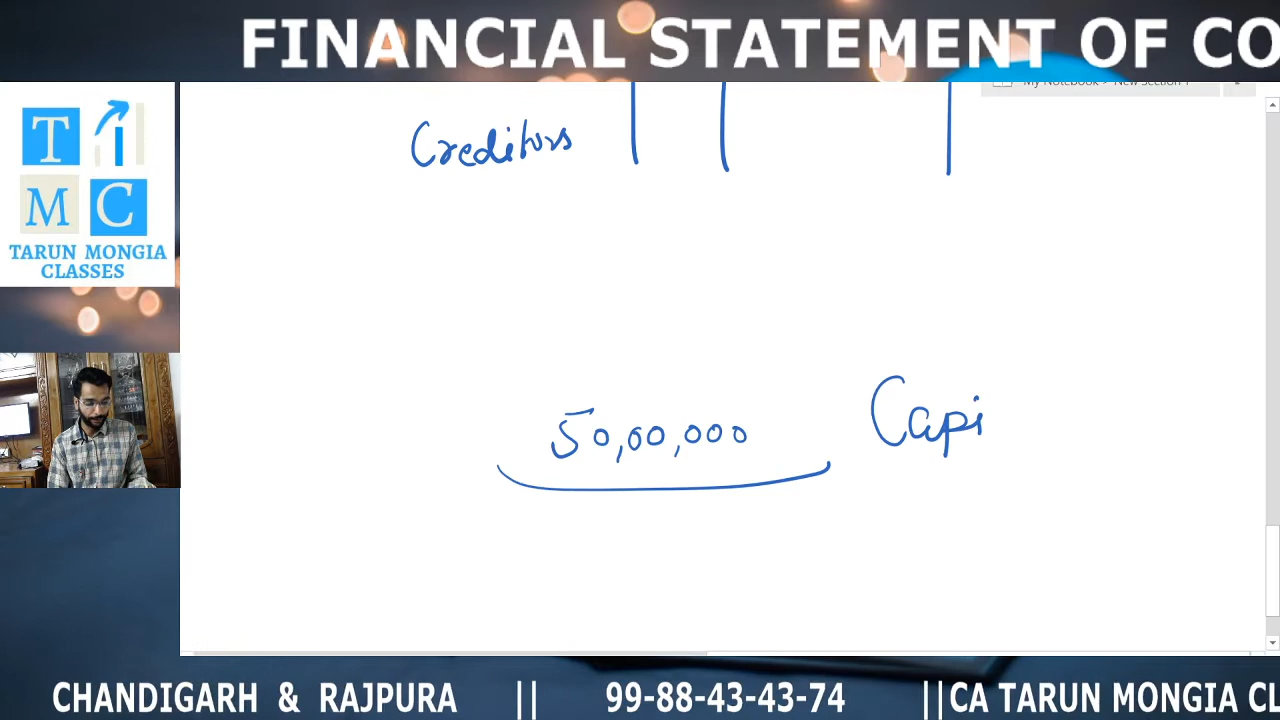 FINANCIAL STATEMENT OF CO
T
M C
TARUN MONGIA
CLASSES
Creditors
50,00,000 Capi
CHANDIGARH & RAJPURA || 99-88-43-43-74 ||CA TARUN MONGIA CL